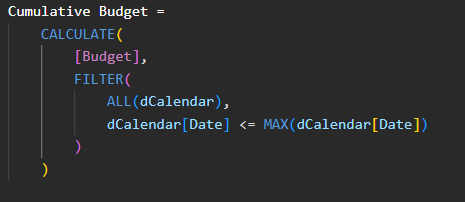 Cumulative Budget =
CALCULATE(
[Budget],
FILTER(
ALL(dCalendar),
dCalendar[Date] <= MAX(dCalendar[Date])
)
)